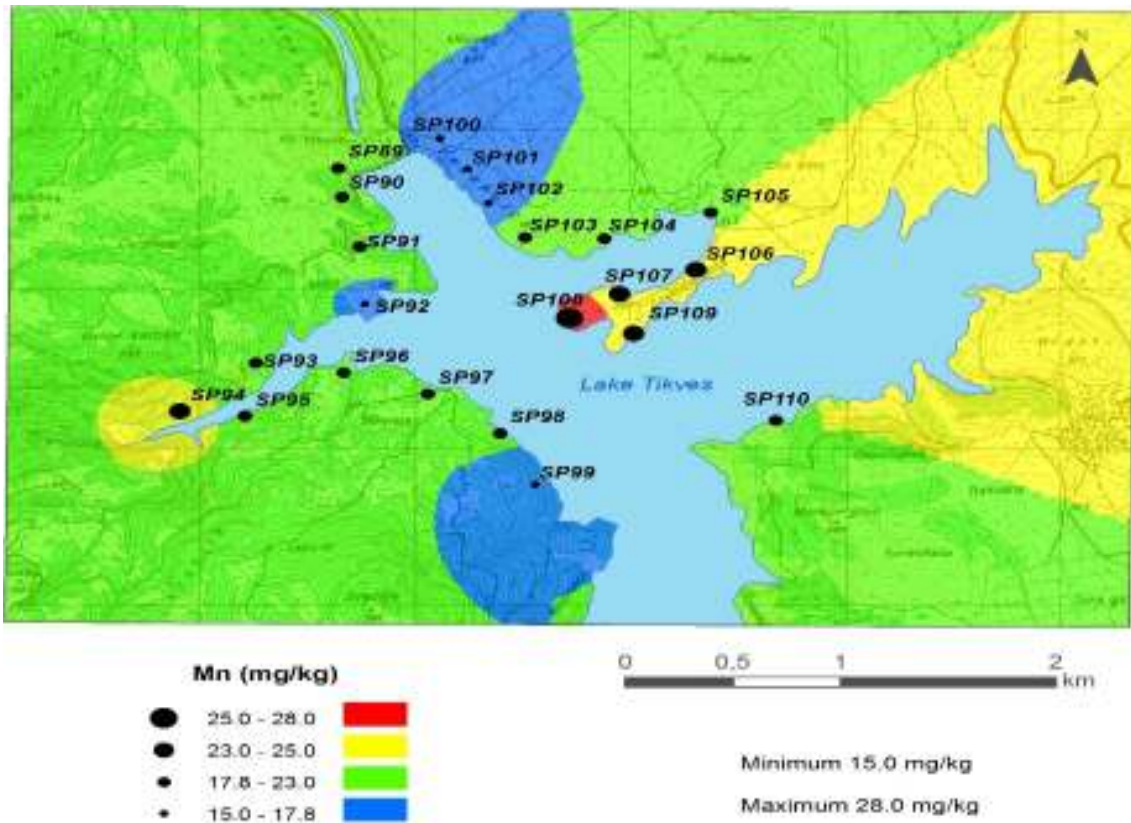 N
SP100
SP89
SP101
SP90
SP102
SP105
SP103
SP104
SP91
SP106
SP107
SP92
SP108
SP109
SP93
SP96
Lake Tikves
SP94
SP97
SP95
SP98
SP110
SP99
Mn (mg/kg)
25.0 - 28.0
23.0 - 25.0
17.8 - 23.0
15.0 - 17.8
0 0.5 1 2
km
Minimum 15.0 mg/kg
Maximum 28.0 mg/kg